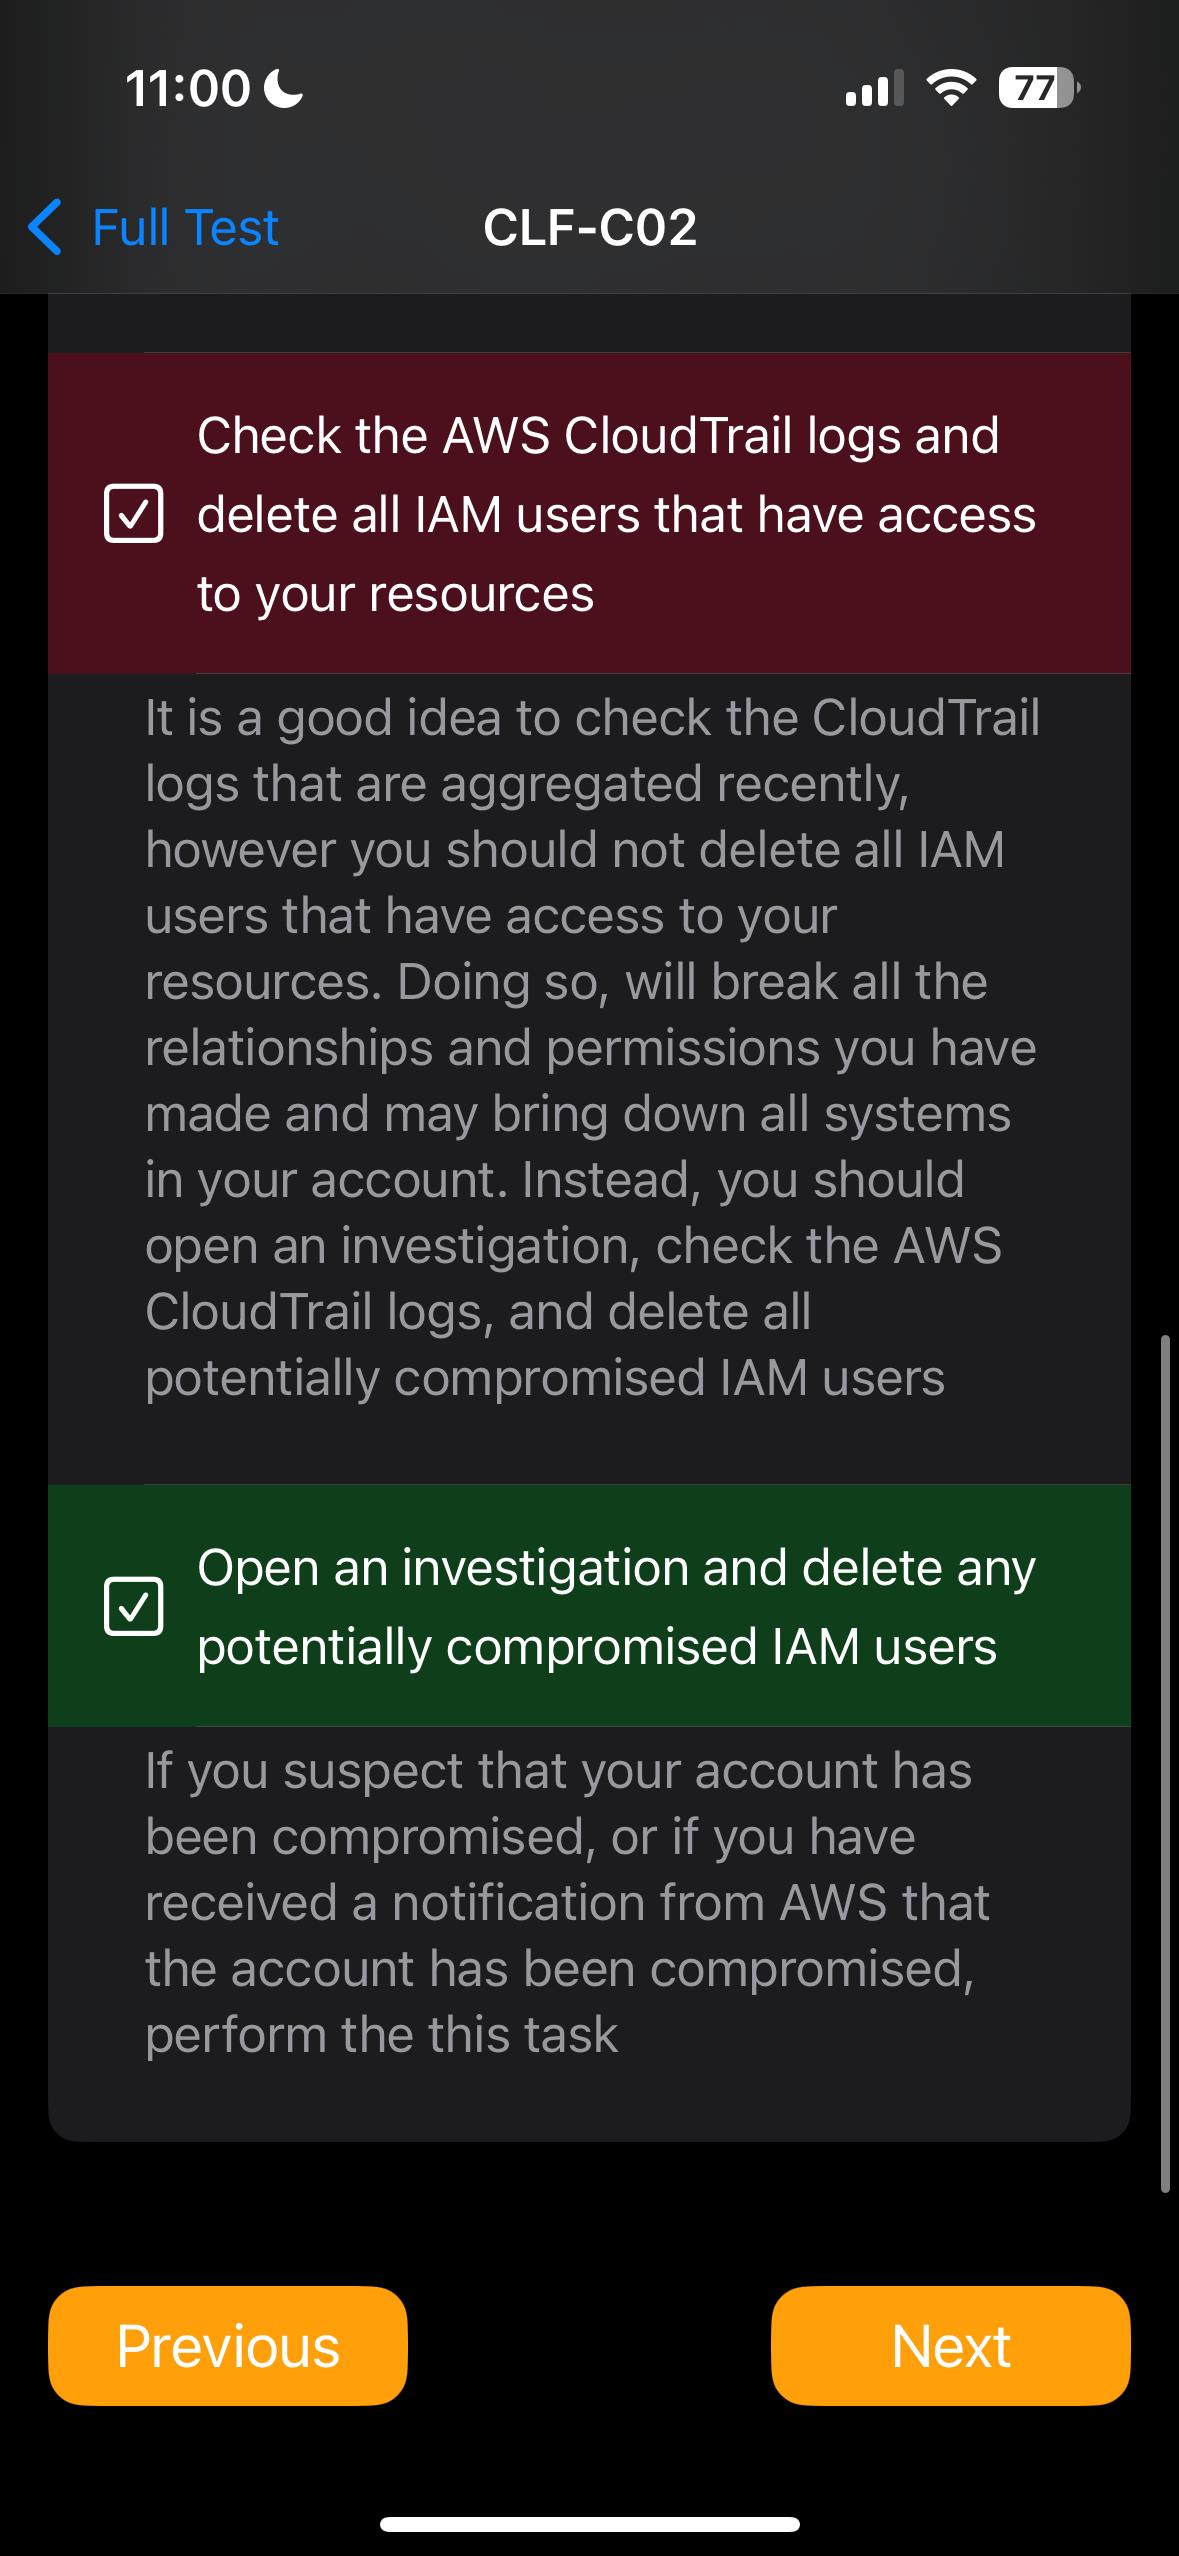 11:00
77
Full Test
CLF-C02
Check the AWS CloudTrail logs and
delete all IAM users that have access
to your resources
It is a good idea to check the CloudTrail
logs that are aggregated recently,
however you should not delete all IAM
users that have access to your
resources. Doing so, will break all the
relationships and permissions you have
made and may bring down all systems
in your account. Instead, you should
open an investigation, check the AWS
CloudTrail logs, and delete all
potentially compromised IAM users
Open an investigation and delete any
potentially compromised IAM users
If you suspect that your account has
been compromised, or if you have
received a notification from AWS that
the account has been compromised,
perform the this task
Previous
Next